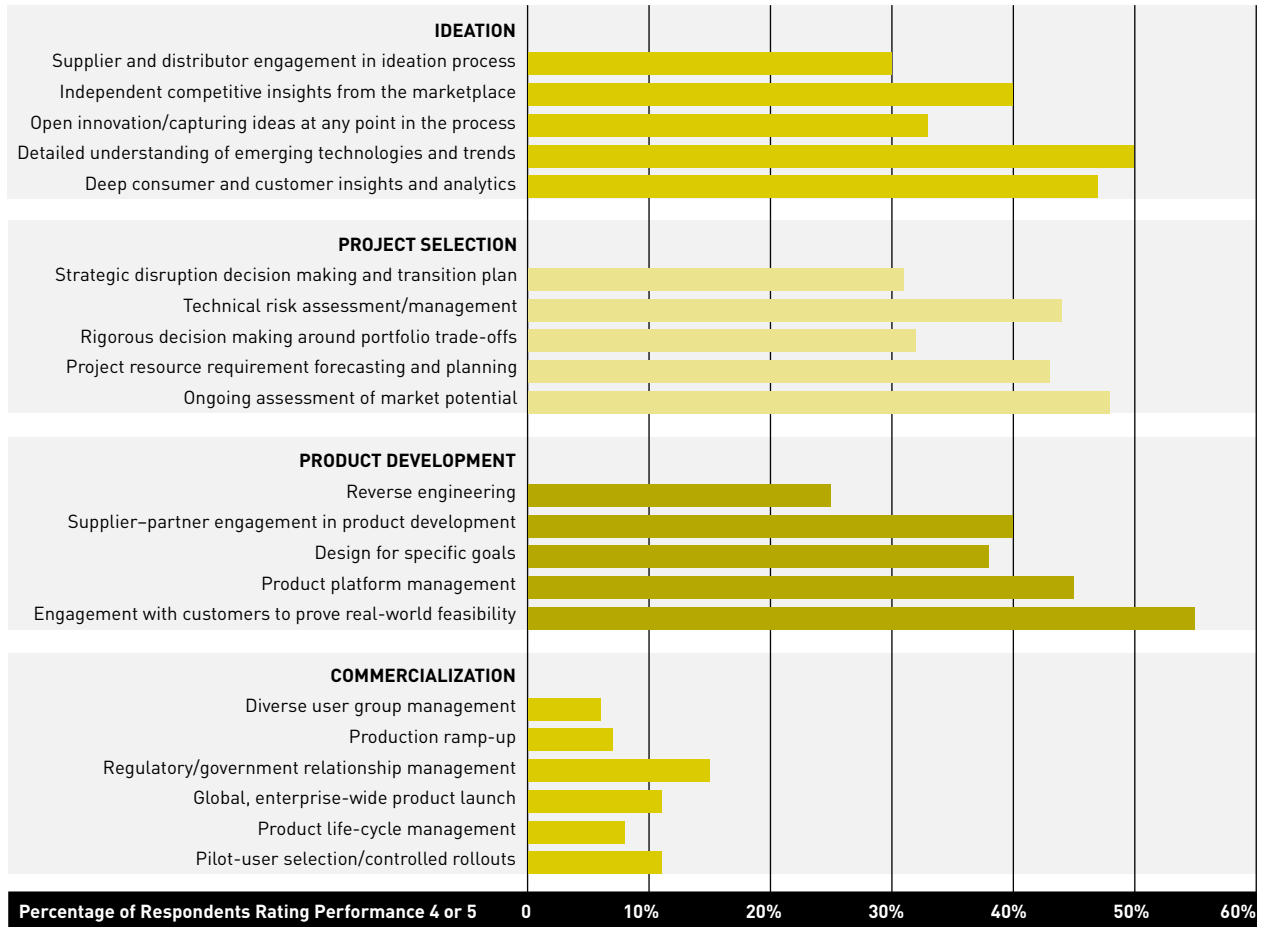 IDEATION
Supplier and distributor engagement in ideation process
Independent competitive insights from the marketplace
Open innovation/capturing ideas at any point in the process
Detailed understanding of emerging technologies and trends
Deep consumer and customer insights and analytics
PROJECT SELECTION
Strategic disruption decision making and transition plan
Technical risk assessment/management
Rigorous decision making around portfolio trade-offs
Project resource requirement forecasting and planning
Ongoing assessment of market potential
PRODUCT DEVELOPMENT
Reverse engineering
Supplier–partner engagement in product development
Design for specific goals
Product platform management
Engagement with customers to prove real-world feasibility
COMMERCIALIZATION
Diverse user group management
Production ramp-up
Regulatory/government relationship management
Global, enterprise-wide product launch
Product life-cycle management
Pilot-user selection/controlled rollouts
Percentage of Respondents Rating Performance 4 or 5 0 10% 20% 30% 40% 50% 60%